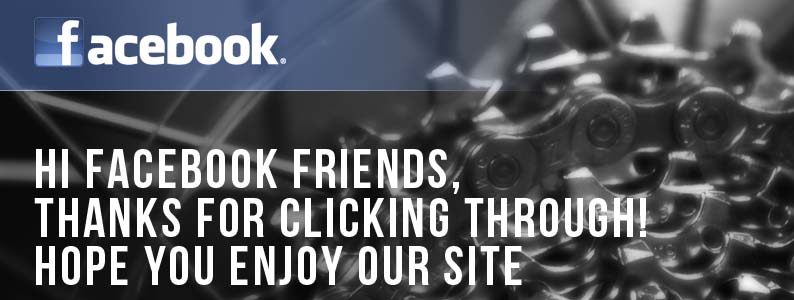 facebook®
HI FACEBOOK FRIENDS,
THANKS FOR CLICKING THROUGH!
HOPE YOU ENJOY OUR SITE